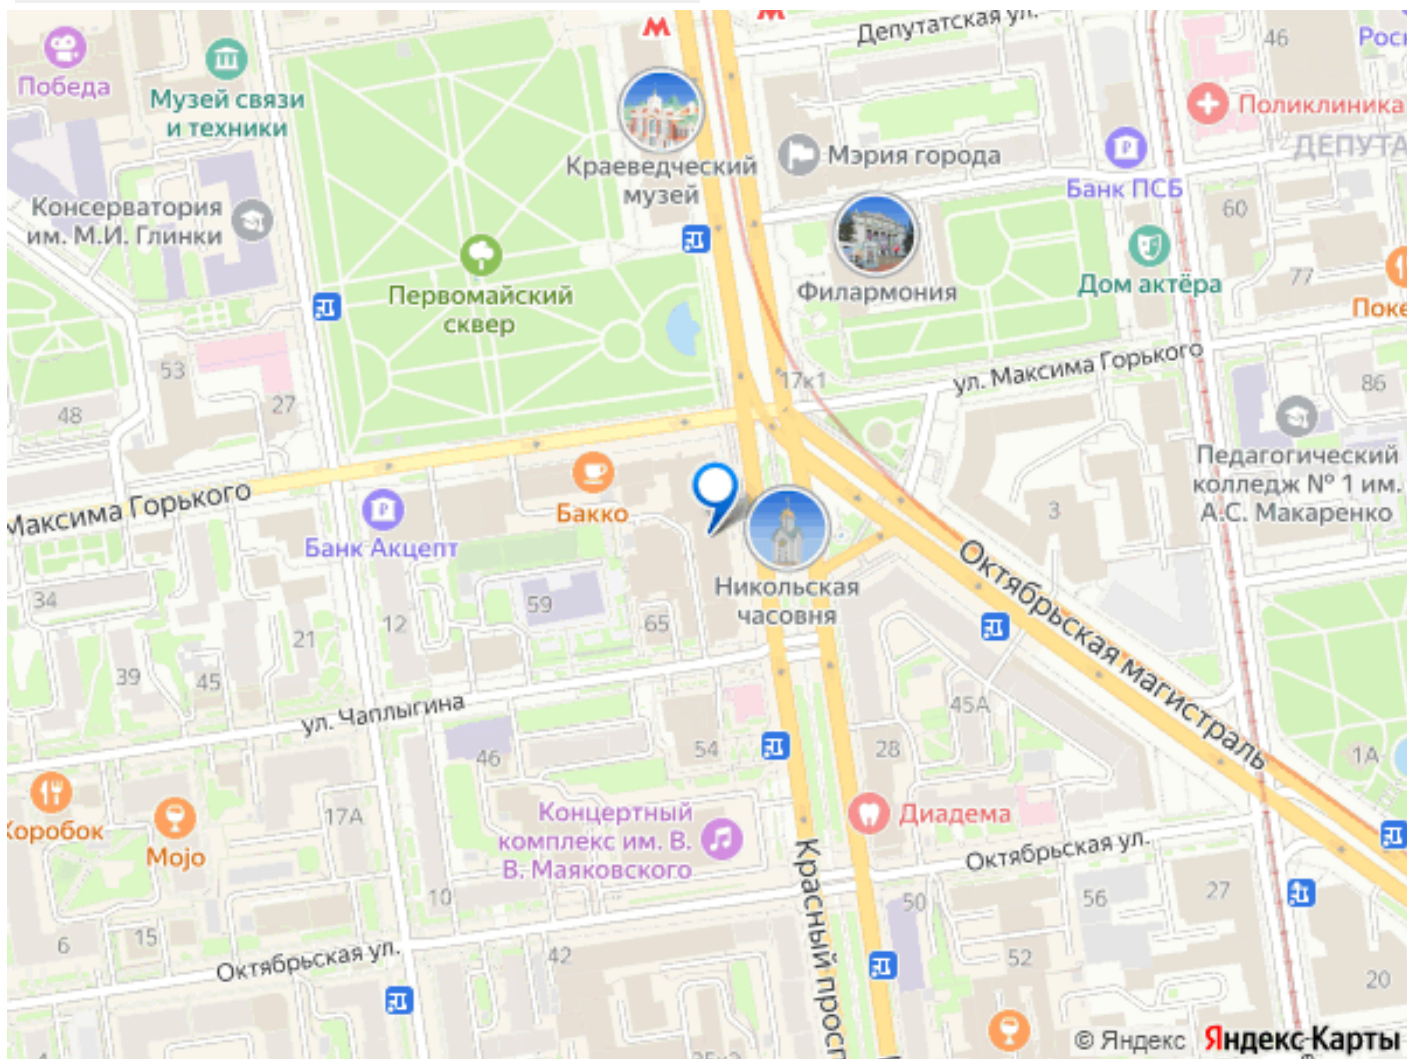 Депутатская ул.
46
Победа
Музей связи
и техники
Поликлиника
Краеведческий
музей
Мэрия города
Банк ПСБ
Консерватория
им. М.И. Глинки
60
Первомайский
сквер
Филармония
Дом актёра
77
53
17к1
ул. Максима Горького
86
48
27
Педагогический
колледж № 1 им.
А.С. Макаренко
Максима Горького
Бакко
3
Банк Акцепт
Никольская
часовня
Октябрьская магистраль
34
59
12
65
21
39
45
ул. Чаплыгина
45А
46
54
28
1А
Коробок
Mojo
17А
Концертный
комплекс им. В.
В. Маяковского
Диадема
Октябрьская ул.
Красный просп
10
50
56
27
6
15
Октябрьская ул.
42
52
20
© Яндекс Яндекс Карты